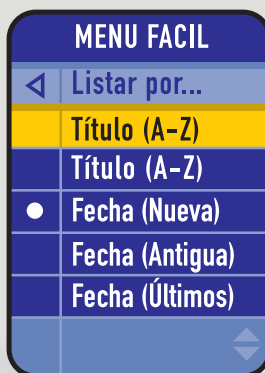 MENU FACIL
Listar por...
Título (A-Z)
Título (A-Z)
Fecha (Nueva)
Fecha (Antigua)
Fecha (Últimos)